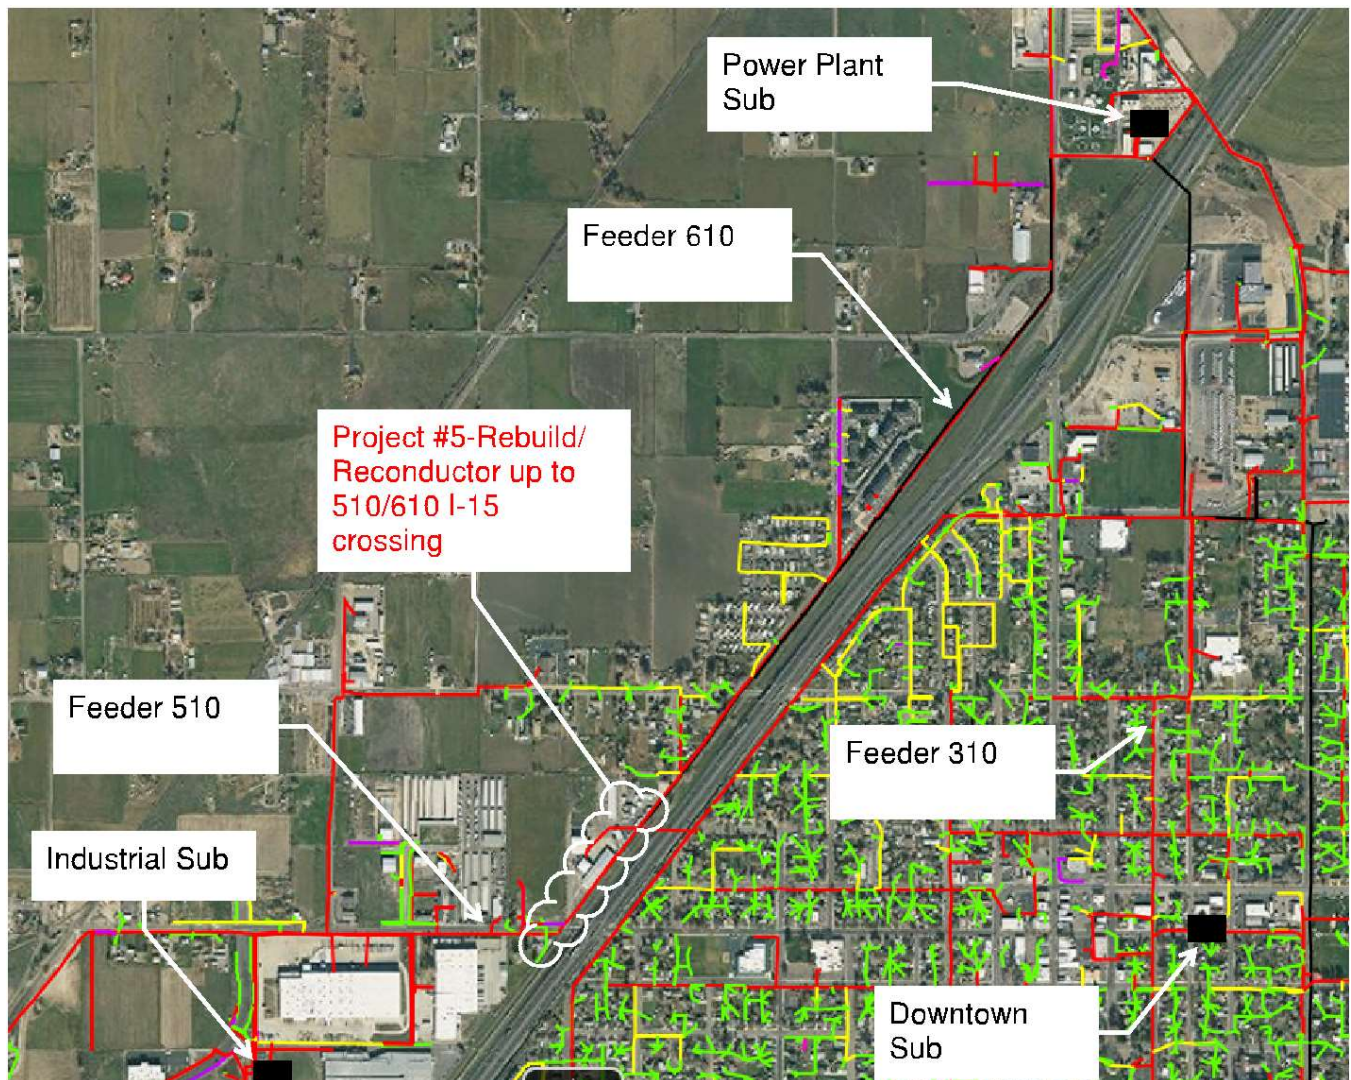 Power Plant
Sub
Feeder 610
Project #5-Rebuild/
Reconductor up to
510/610 I-15
crossing
Feeder 510
Feeder 310
Industrial Sub
Downtown
Sub